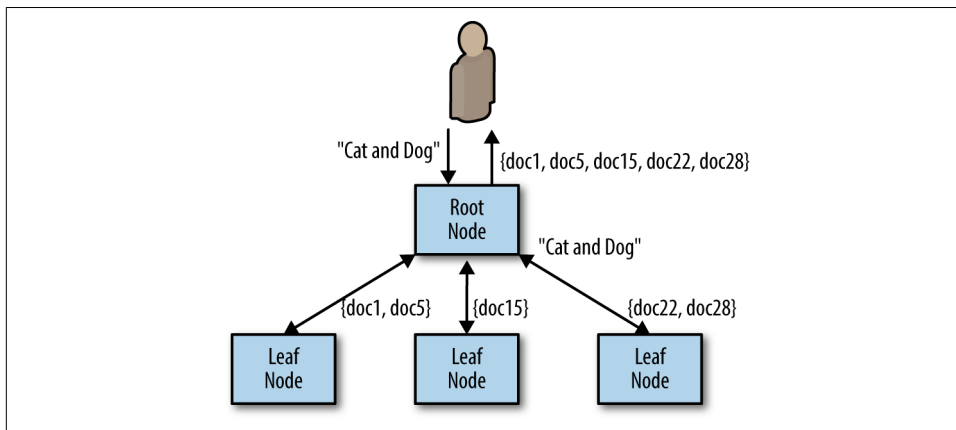 "Cat and Dog"
{doc1, doc5, doc15, doc22, doc28}
Root
Node
"Cat and Dog"
{doc1, doc5}
{doc15}
{doc22, doc28}
Leaf
Node
Leaf
Node
Leaf
Node